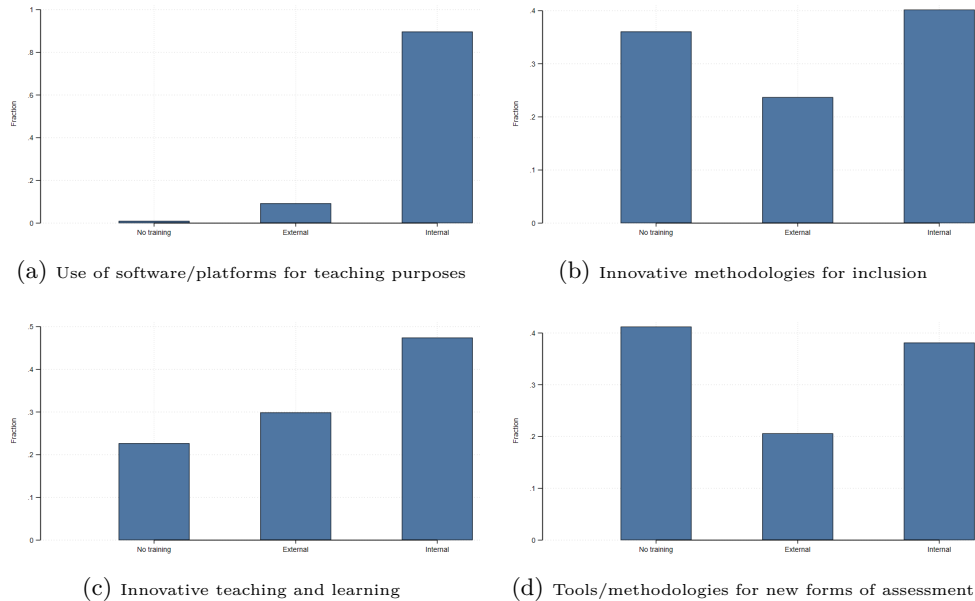 1
.8
.6
.4
.2
0
Fraction
No training
External
Internal
(a) Use of software/platforms for teaching purposes
.4
.3
.2
.1
0
Fraction
No training
External
Internal
(b) Innovative methodologies for inclusion
.5
.4
.3
.2
.1
0
Fraction
No training
External
Internal
(c) Innovative teaching and learning
.4
.3
.2
.1
0
Fraction
No training
External
Internal
(d) Tools/methodologies for new forms of assessment